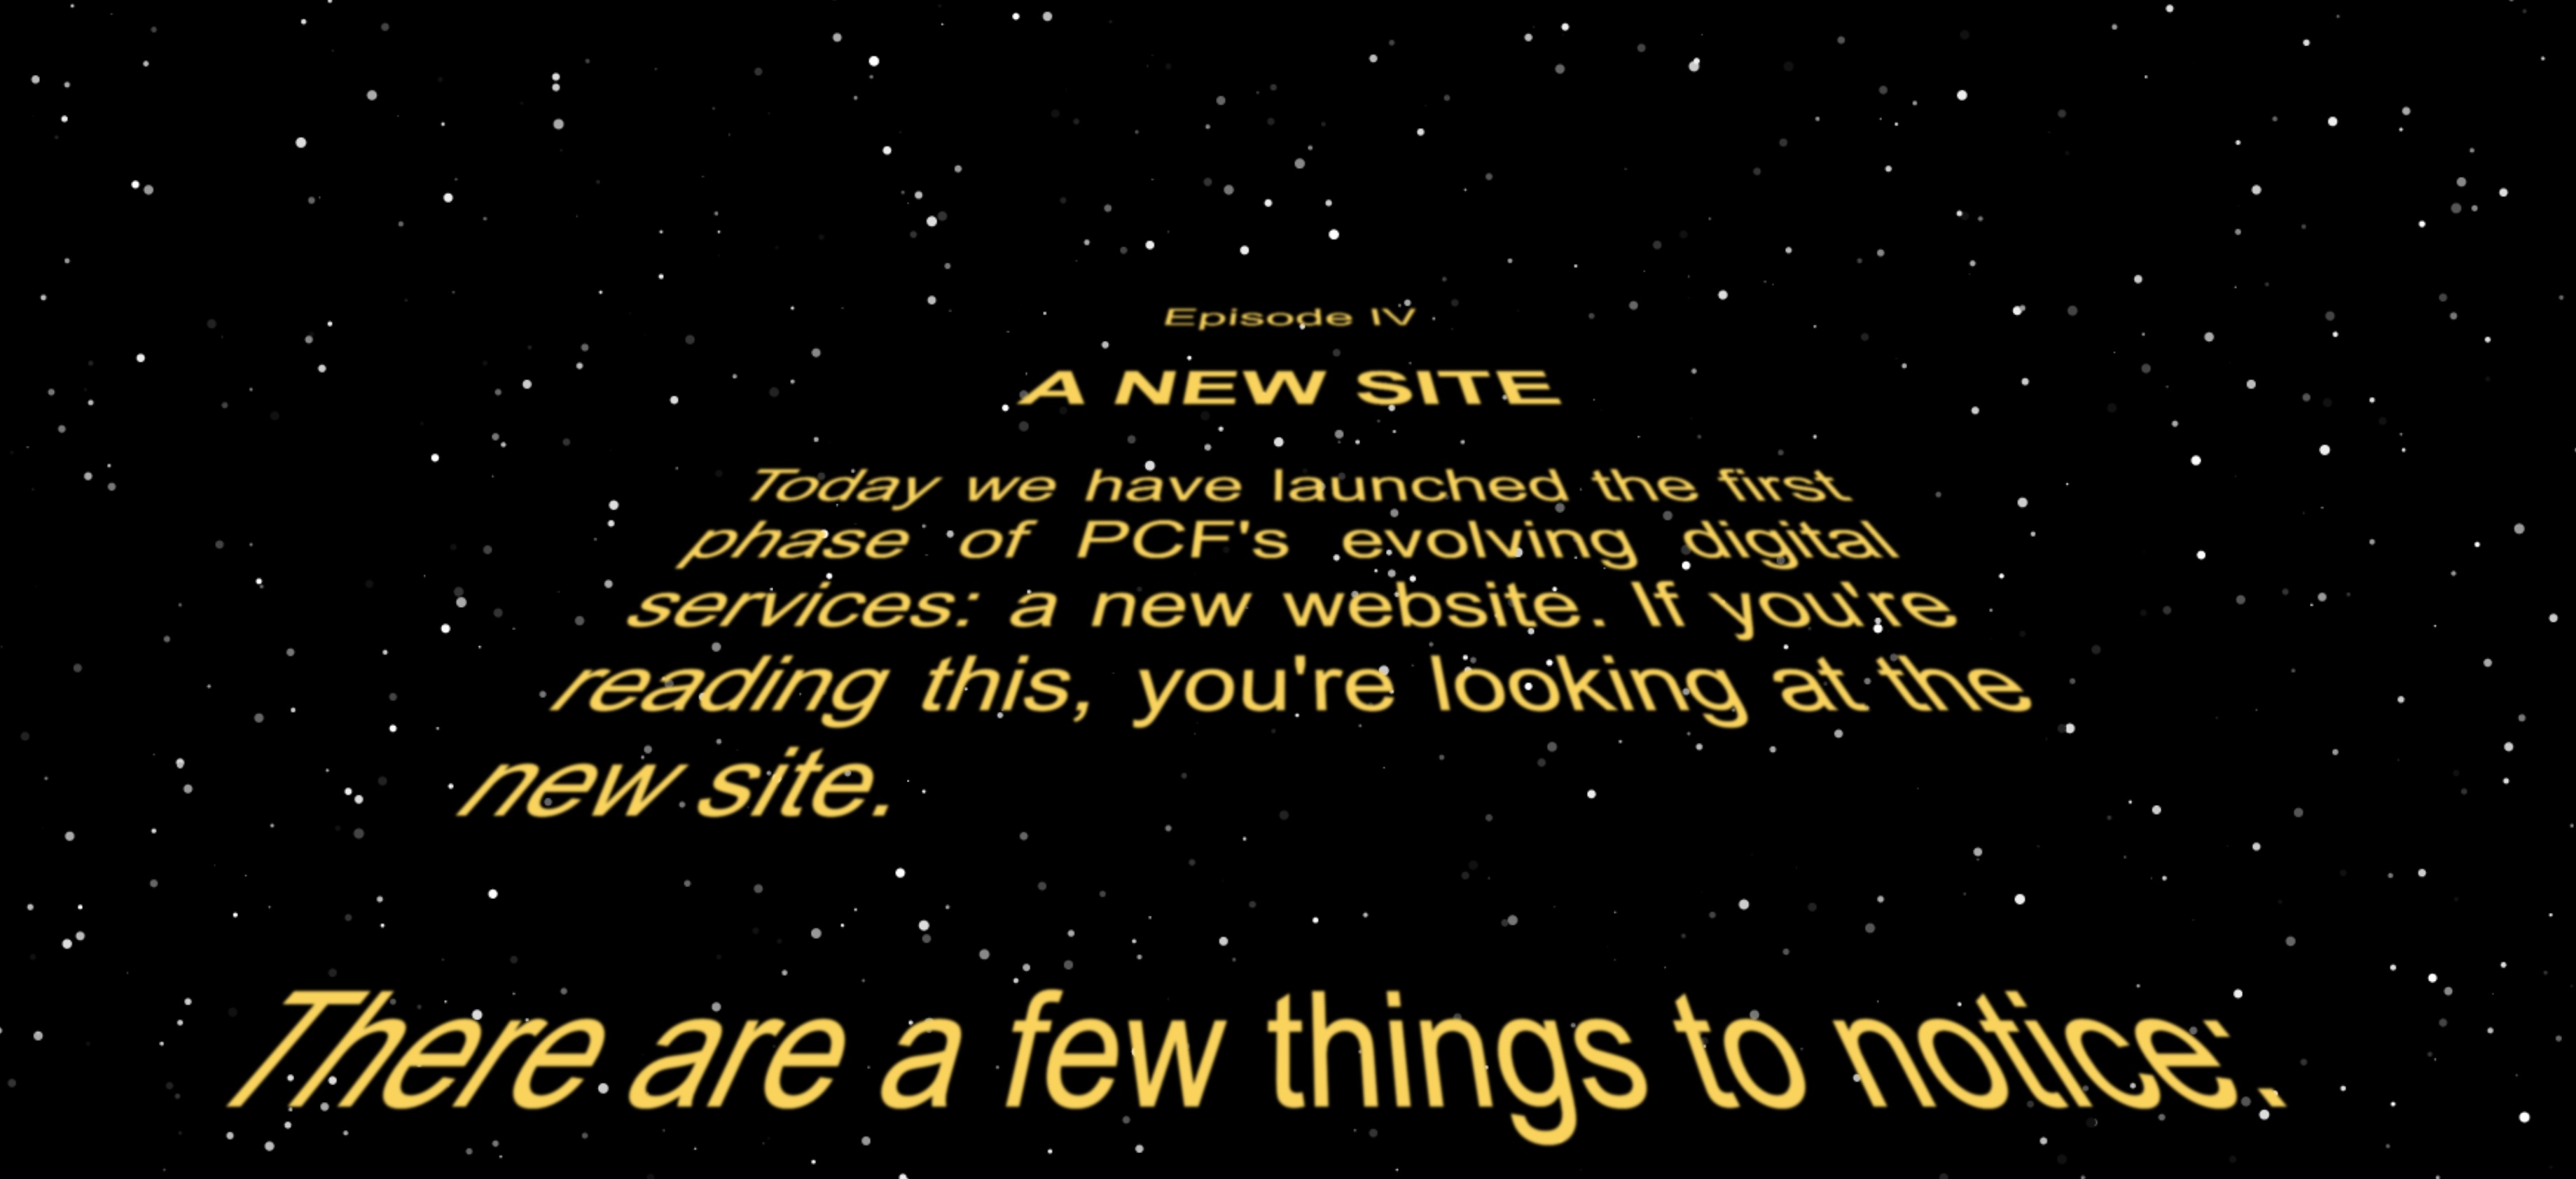 Episode IV
A NEW SITE
Today we have launched the first
phase of PCF's evolving digital
services: a new website. If you're
reading this, you're looking at the
new site.
There are a few things to notice: